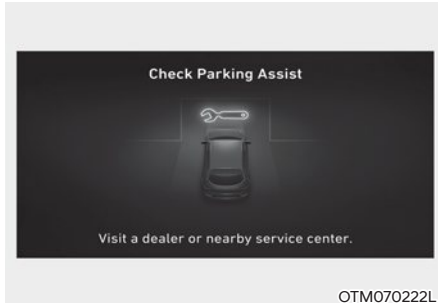 Check Parking Assist
Visit a dealer or nearby service center.
OTM070222L